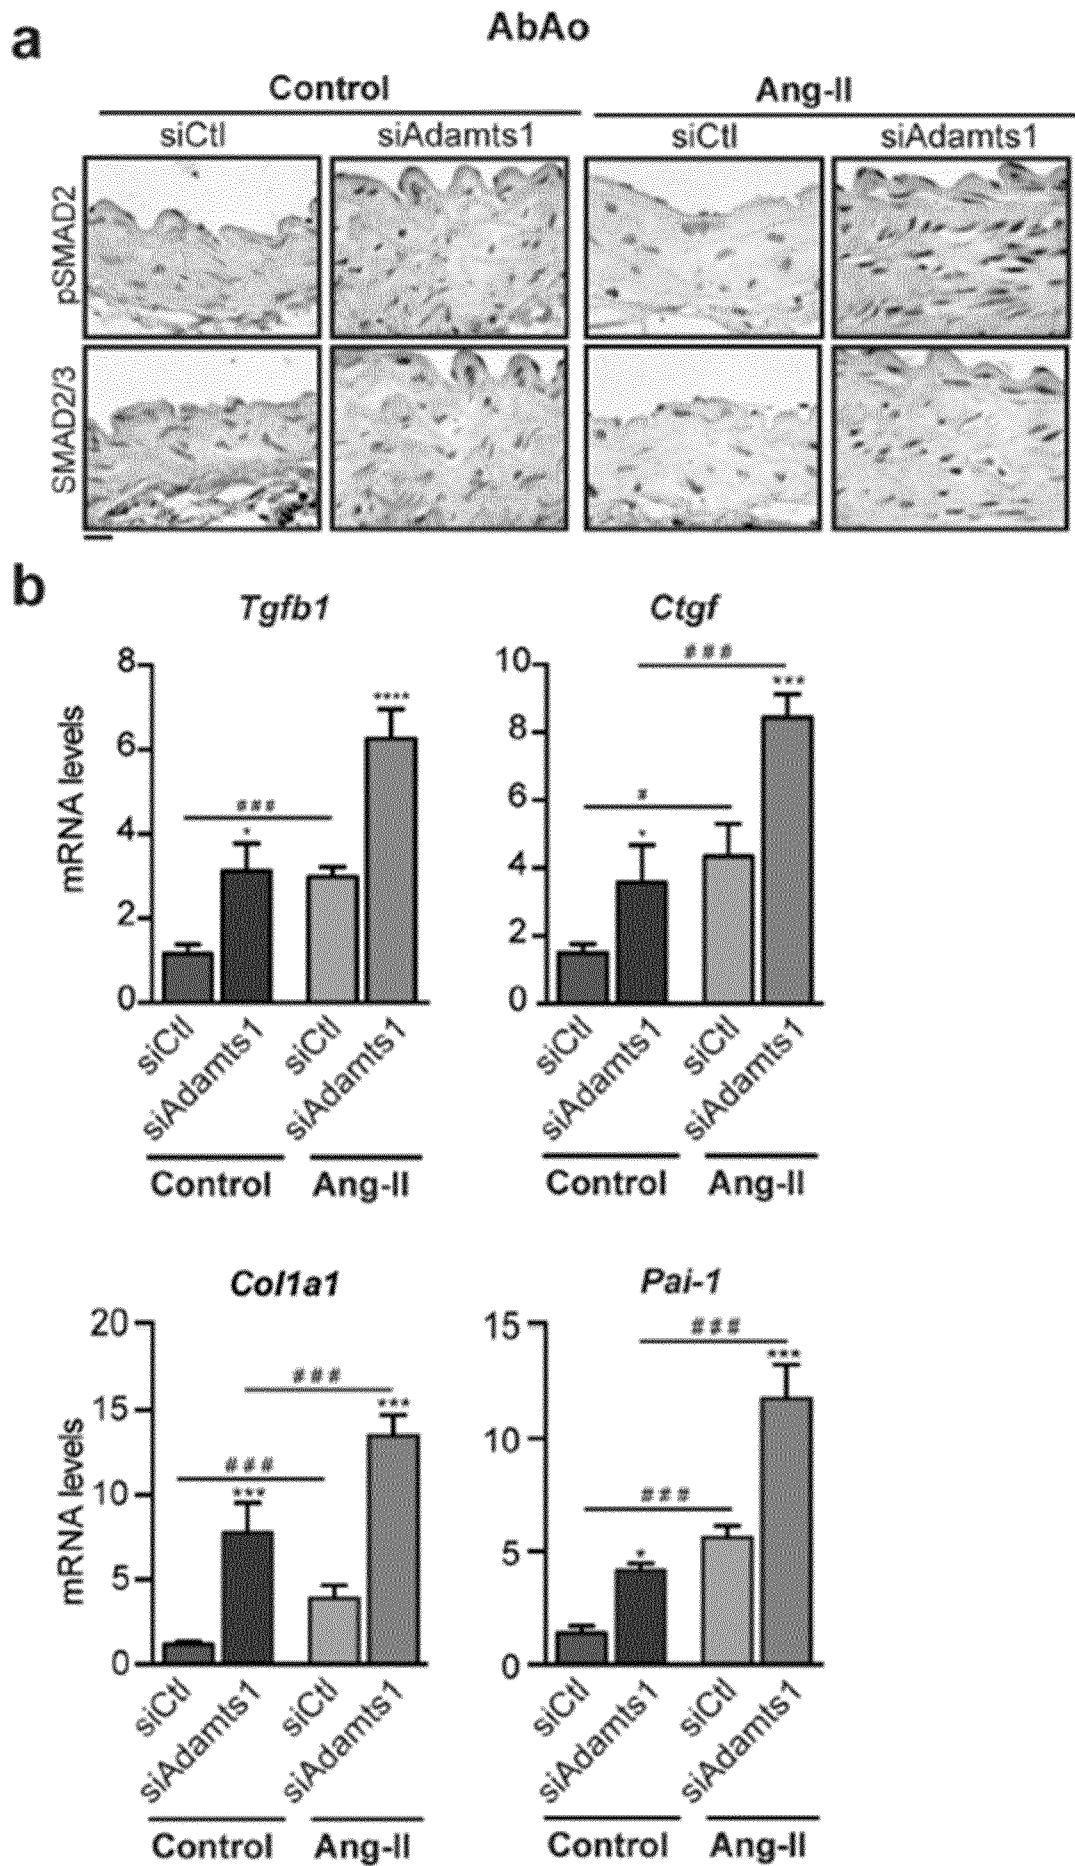 a
AbAo
Control Ang-II
siCtl siAdamts1 siCtl siAdamts1
pSMAD2
SMAD2/3
b
Tgfb1
mRNA levels
8
6
4
2
0
###
*
****
siCtl
siAdamts1
siCtl
siAdamts1
Control Ang-II
Ctgf
10
8
6
4
2
0
###
***
#
*
siCtl
siAdamts1
siCtl
siAdamts1
Control Ang-II
Col1a1
mRNA levels
20
15
10
5
0
###
***
###
***
siCtl
siAdamts1
siCtl
siAdamts1
Control Ang-II
Pai-1
15
10
5
0
###
***
###
*
siCtl
siAdamts1
siCtl
siAdamts1
Control Ang-II